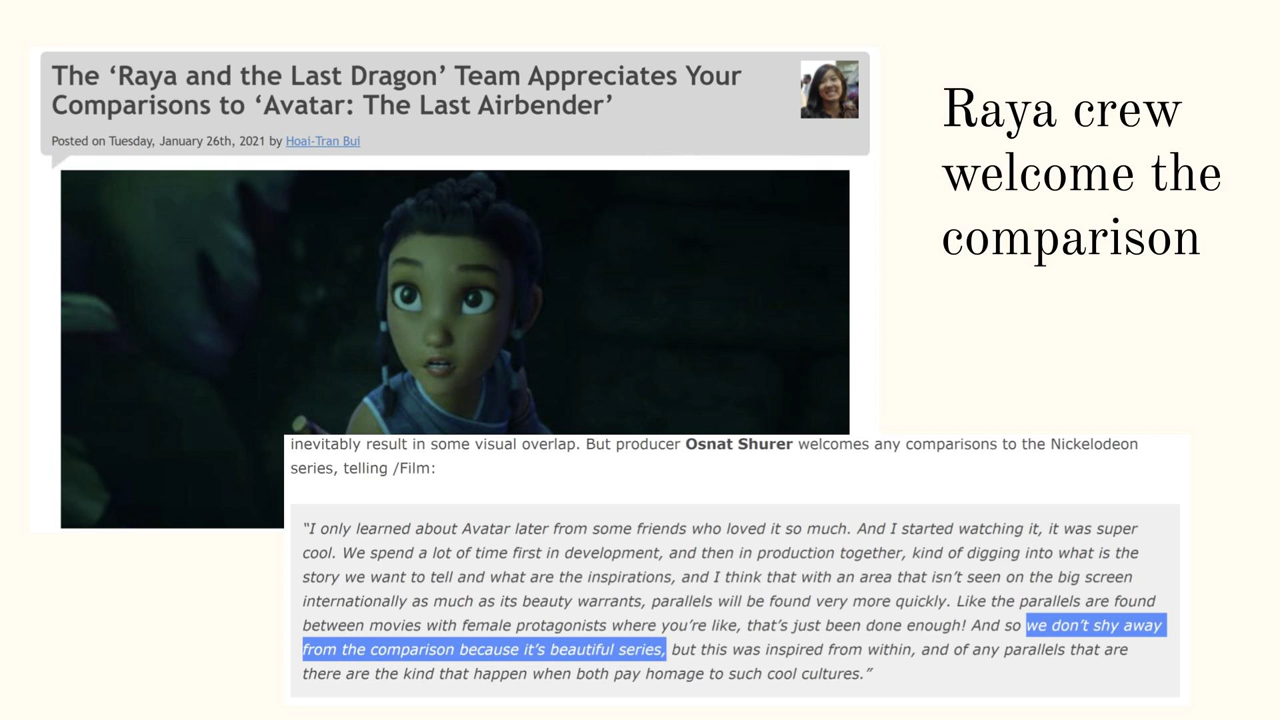 The ‘Raya and the Last Dragon’ Team Appreciates Your
Comparisons to ‘Avatar: The Last Airbender’
Posted on Tuesday, January 26th, 2021 by Hoai-Tran Bui
Raya crew
welcome the
comparison
inevitably result in some visual overlap. But producer Osnat Shurer welcomes any comparisons to the Nickelodeon
series, telling /Film:
“I only learned about Avatar later from some friends who loved it so much. And I started watching it, it was super
cool. We spend a lot of time first in development, and then in production together, kind of digging into what is the
story we want to tell and what are the inspirations, and I think that with an area that isn’t seen on the big screen
internationally as much as its beauty warrants, parallels will be found very more quickly. Like the parallels are found
between movies with female protagonists where you’re like, that’s just been done enough! And so we don’t shy away
from the comparison because it’s beautiful series, but this was inspired from within, and of any parallels that are
there are the kind that happen when both pay homage to such cool cultures.”